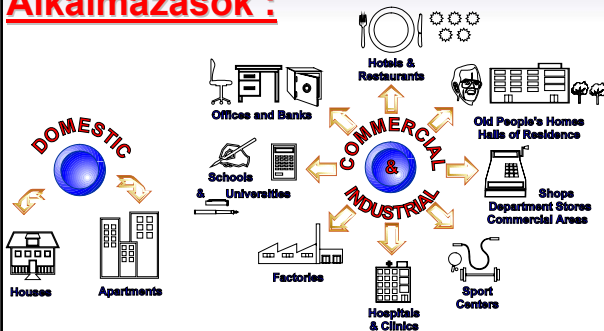 Alkalmazások :
DOMESTIC
Houses
Apartments
COMMERCIAL
&
INDUSTRIAL
Hotels &
Restaurants
Offices and Banks
Old People's Homes
Halls of Residence
Schools
& Universities
Shops
Department Stores
Commercial Areas
Factories
Hospitals
& Clinics
Sport
Centers